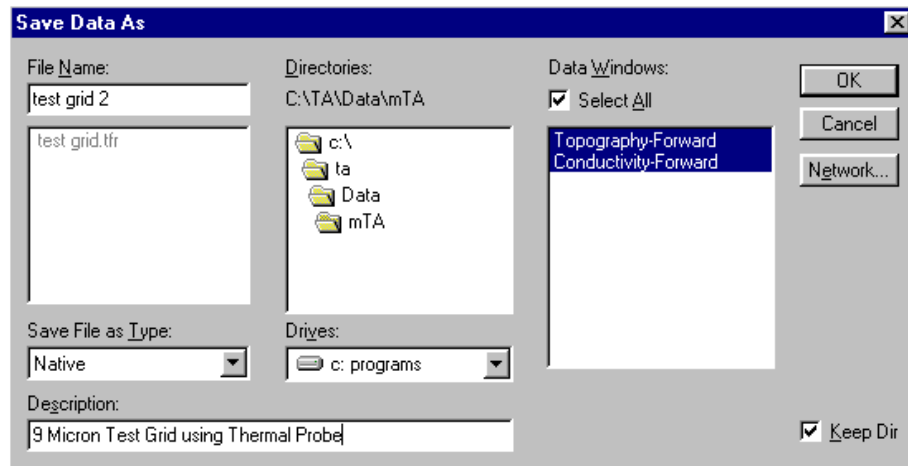 Save Data As
File Name:
test grid 2
test grid.tfr
Save File as Type:
Native
Description:
9 Micron Test Grid using Thermal Probe
Directories:
C:\TA\Data\mTA
c:\
ta
Data
mTA
Drives:
c: programs
Data Windows:
Select All
Topography-Forward
Conductivity-Forward
OK
Cancel
Network...
Keep Dir